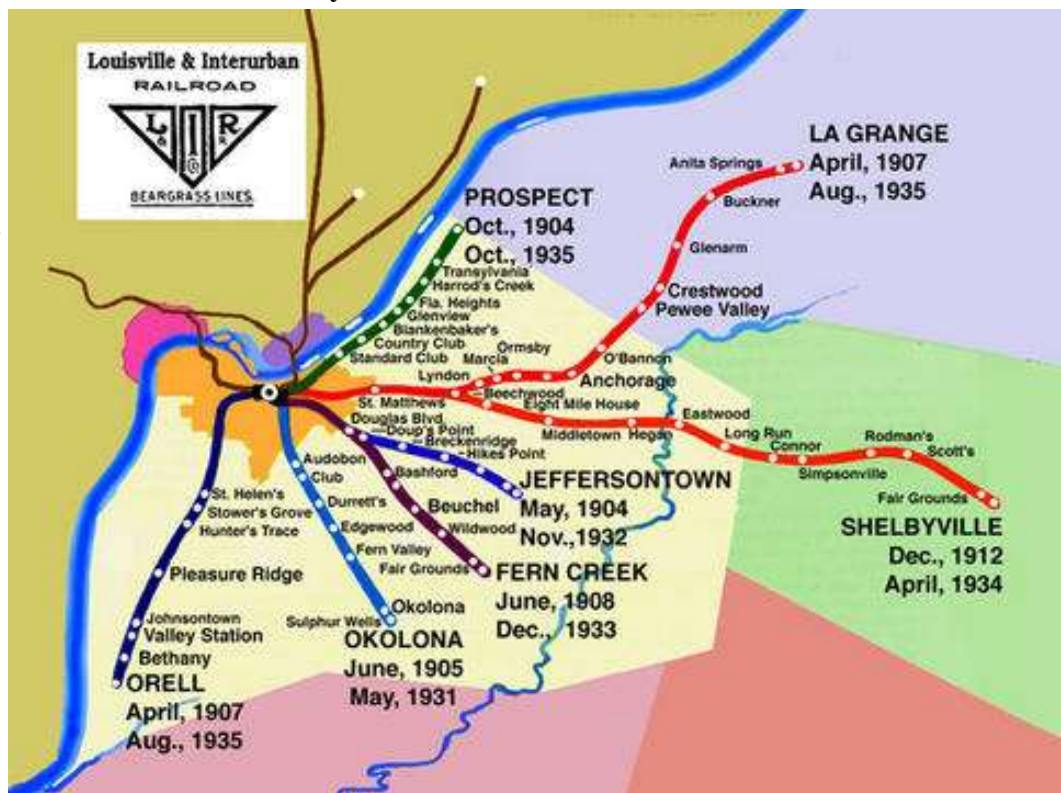 Louisville & Interurban
RAILROAD
L & I Co R R
BEARGRASS LINES.
LA GRANGE
April, 1907
Aug., 1935
Anita Springs
Buckner
Glenarm
Crestwood
Pewee Valley
O'Bannon
Anchorage
Ormsby
Marcia
Lyndon
Beechwood
St. Matthews
PROSPECT
Oct., 1904
Oct., 1935
Transylvania
Harrod's Creek
Fla. Heights
Glenview
Blankenbaker's
Country Club
Standard Club
Eight Mile House
Middletown
Hegan
Eastwood
Long Run
Connor
Simpsonville
Rodman's
Scott's
Fair Grounds
SHELBYVILLE
Dec., 1912
April, 1934
Douglas Blvd.
Doup's Point
Breckenridge
Hikes Point
JEFFERSONTOWN
May, 1904
Nov.,1932
Bashford
Beuchel
Wildwood
Fair Grounds
FERN CREEK
June, 1908
Dec., 1933
Audobon
Club
Durrett's
Edgewood
Fern Valley
Okolona
Sulphur Wells
OKOLONA
June, 1905
May, 1931
St. Helen's
Stower's Grove
Hunter's Trace
Pleasure Ridge
Johnsontown
Valley Station
Bethany
ORELL
April, 1907
Aug., 1935